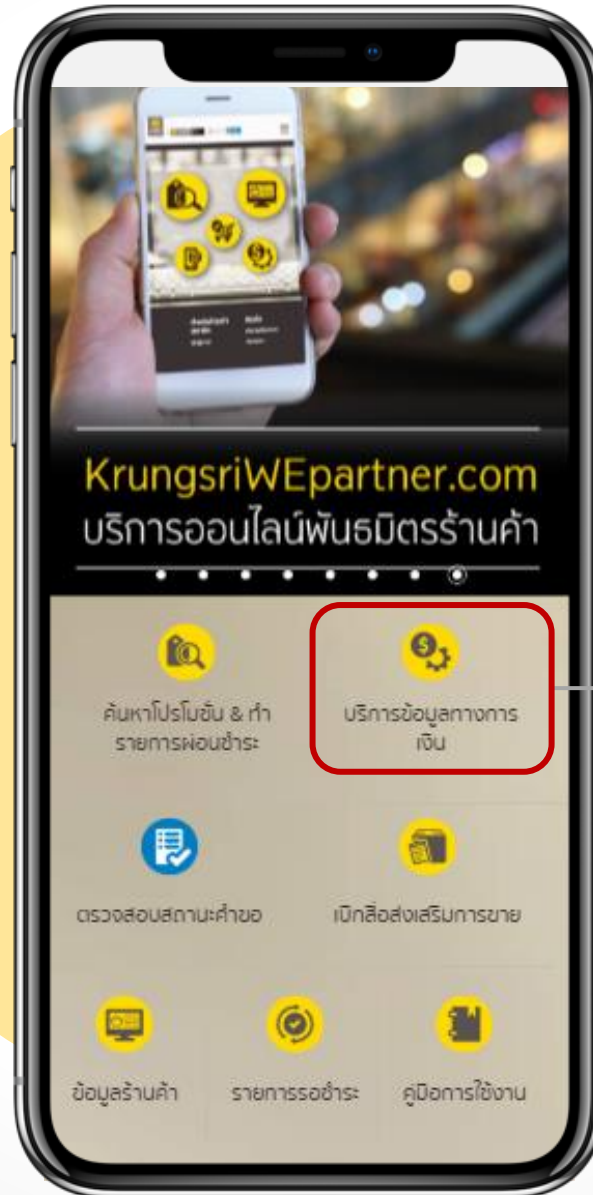 KrungsriWEpartner.com
บริการออนไลน์พันธมิตรร้านค้า
ค้นหาโปรโมชั่น & ทำ
รายการผ่อนชำระ
บริการข้อมูลทางการ
เงิน
ตรวจสอบสถานะคำขอ
เบิกสื่อส่งเสริมการขาย
ข้อมูลร้านค้า
รายการรอชำระ
คู่มือการใช้งาน